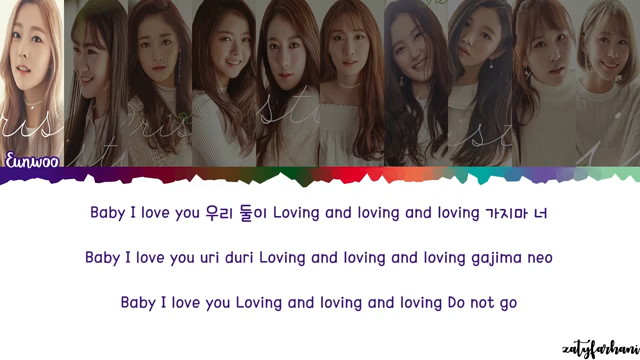 Eunwoo
Baby I love you 우리 둘이 Loving and loving and loving 가지마 너
Baby I love you uri duri Loving and loving and loving gajima neo
Baby I love you Loving and loving and loving Do not go
zatyfarhani